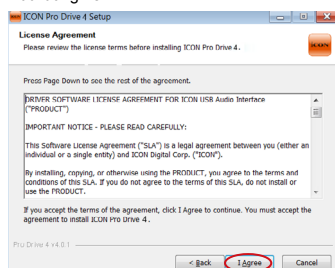 ICON Pro Drive 4 Setup
License Agreement
Please review the license terms before installing ICON Pro Drive 4.
ICON
Press Page Down to see the rest of the agreement.
DRIVER SOFTWARE LICENSE AGREEMENT FOR ICON USB Audio Interface
("PRODUCT")
IMPORTANT NOTICE - PLEASE READ CAREFULLY:
This Software License Agreement ("SLA") is a legal agreement between you (either an
individual or a single entity) and ICON Digital Corp. ("ICON").
By installing, copying, or otherwise using the PRODUCT, you agree to the terms and
conditions of this SLA. If you do not agree to the terms of this SLA, do not install or
use the PRODUCT.
If you accept the terms of the agreement, click I Agree to continue. You must accept the
agreement to install ICON Pro Drive 4.
Pro Drive 4 v4.0.1
< Back
I Agree
Cancel